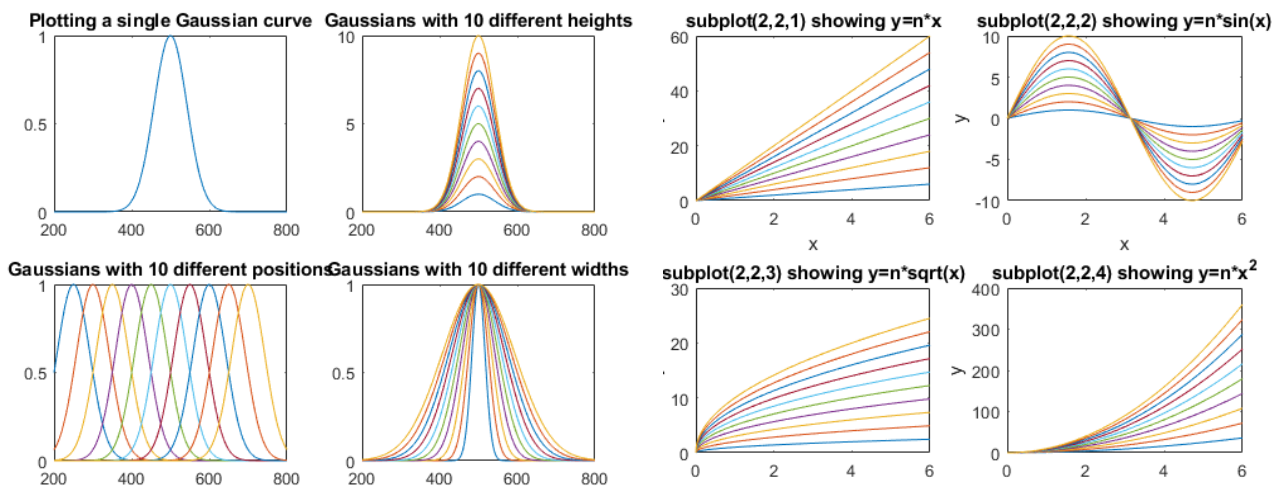 Plotting a single Gaussian curve
1
0.5
0
200 400 600 800
Gaussians with 10 different heights
10
5
0
200 400 600 800
subplot(2,2,1) showing y=n*x
60
40
20
0
0 2 4 6
x
subplot(2,2,2) showing y=n*sin(x)
10
5
0
-5
-10
y
0 2 4 6
x
Gaussians with 10 different positions
1
0.5
0
200 400 600 800
Gaussians with 10 different widths
1
0.5
0
200 400 600 800
subplot(2,2,3) showing y=n*sqrt(x)
30
20
10
0
0 2 4 6
subplot(2,2,4) showing y=n*x²
400
300
200
100
0
y
0 2 4 6